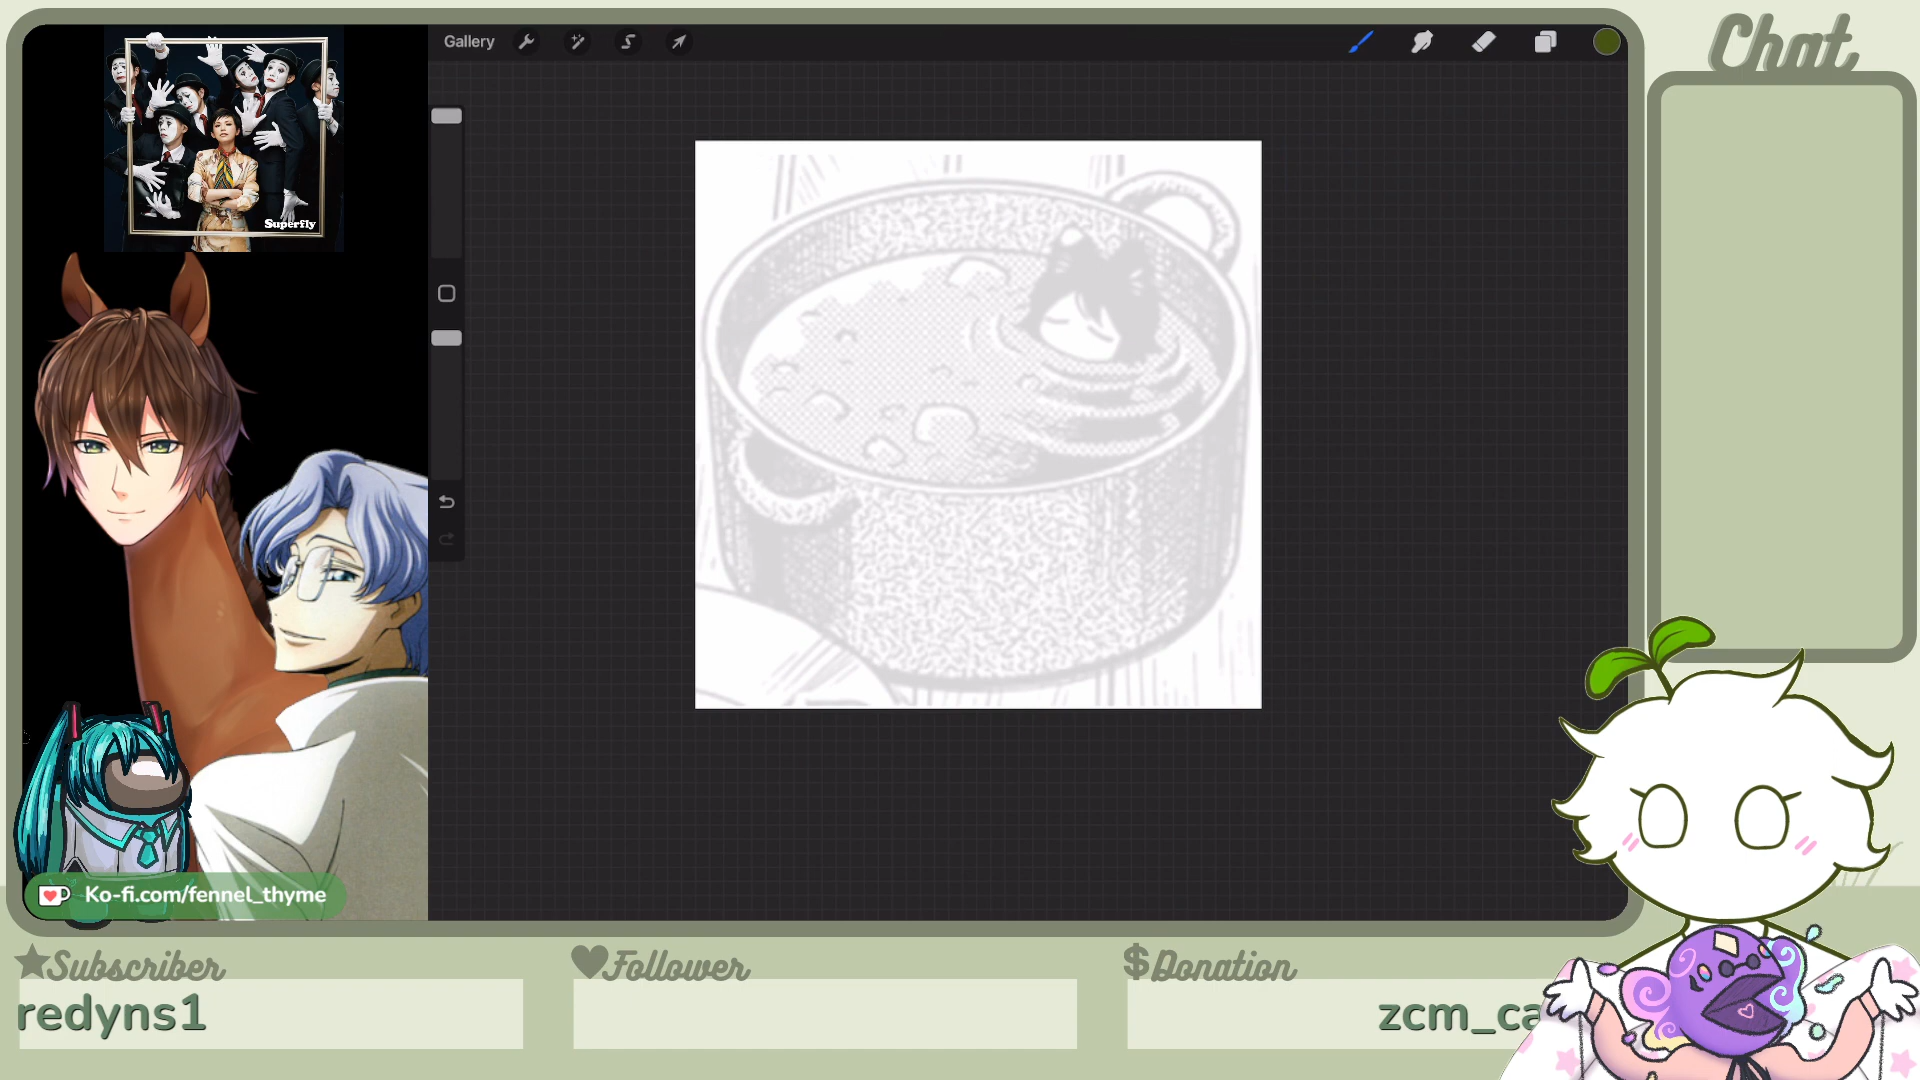 Superfly
Gallery
Chat
Ko-fi.com/fennel_thyme
Subscriber
redyns1
Follower
Donation
zcm_ca